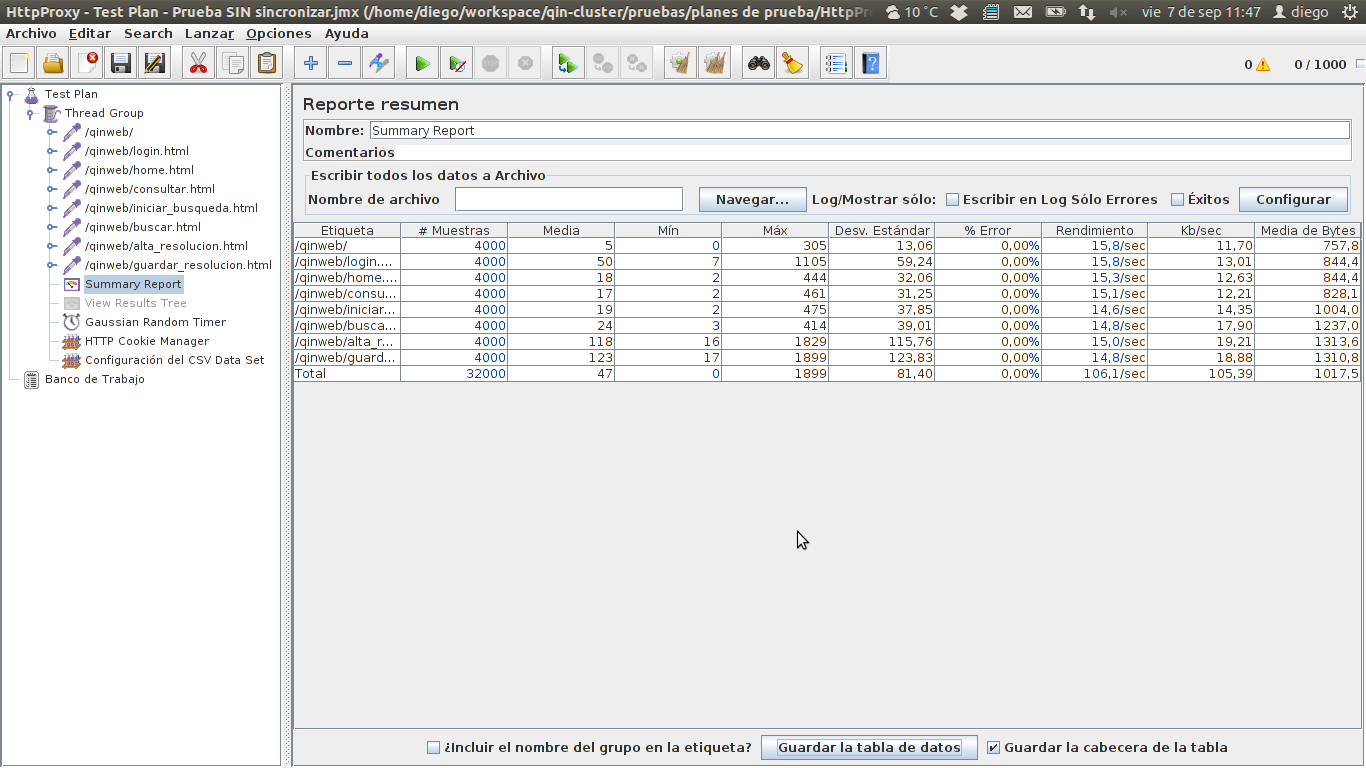 HttpProxy - Test Plan - Prueba SIN sincronizar.jmx (/home/diego/workspace/qin-cluster/pruebas/planes de prueba/HttpPr 10 °C vie 7 de sep 11:47 diego
Archivo Editar Search Lanzar Opciones Ayuda
0 0 / 1000
Test Plan
Thread Group
/qinweb/
/qinweb/login.html
/qinweb/home.html
/qinweb/consultar.html
/qinweb/iniciar_busqueda.html
/qinweb/buscar.html
/qinweb/alta_resolucion.html
/qinweb/guardar_resolucion.html
Summary Report
View Results Tree
Gaussian Random Timer
HTTP Cookie Manager
Configuración del CSV Data Set
Banco de Trabajo
Reporte resumen
Nombre: Summary Report
Comentarios
Escribir todos los datos a Archivo
Nombre de archivo Navegar... Log/Mostrar sólo: Escribir en Log Sólo Errores Éxitos Configurar
Etiqueta # Muestras Media Mín Máx Desv. Estándar % Error Rendimiento Kb/sec Media de Bytes
/qinweb/ 4000 5 0 305 13,06 0,00% 15,8/sec 11,70 757,8
/qinweb/login.... 4000 50 7 1105 59,24 0,00% 15,8/sec 13,01 844,4
/qinweb/home.... 4000 18 2 444 32,06 0,00% 15,3/sec 12,63 844,4
/qinweb/consu... 4000 17 2 461 31,25 0,00% 15,1/sec 12,21 828,1
/qinweb/iniciar... 4000 19 2 475 37,85 0,00% 14,6/sec 14,35 1004,0
/qinweb/busca... 4000 24 3 414 39,01 0,00% 14,8/sec 17,90 1237,0
/qinweb/alta_r... 4000 118 16 1829 115,76 0,00% 15,0/sec 19,21 1313,6
/qinweb/guard... 4000 123 17 1899 123,83 0,00% 14,8/sec 18,88 1310,8
Total 32000 47 0 1899 81,40 0,00% 106,1/sec 105,39 1017,5
¿Incluir el nombre del grupo en la etiqueta? Guardar la tabla de datos Guardar la cabecera de la tabla